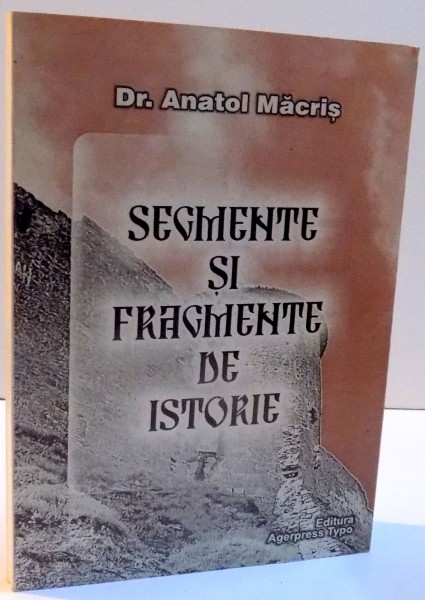 Dr. Anatol Măcriș
SEGMENTE
ȘI
FRAGMENTE
DE
ISTORIE
Editura
Agerpress Typo